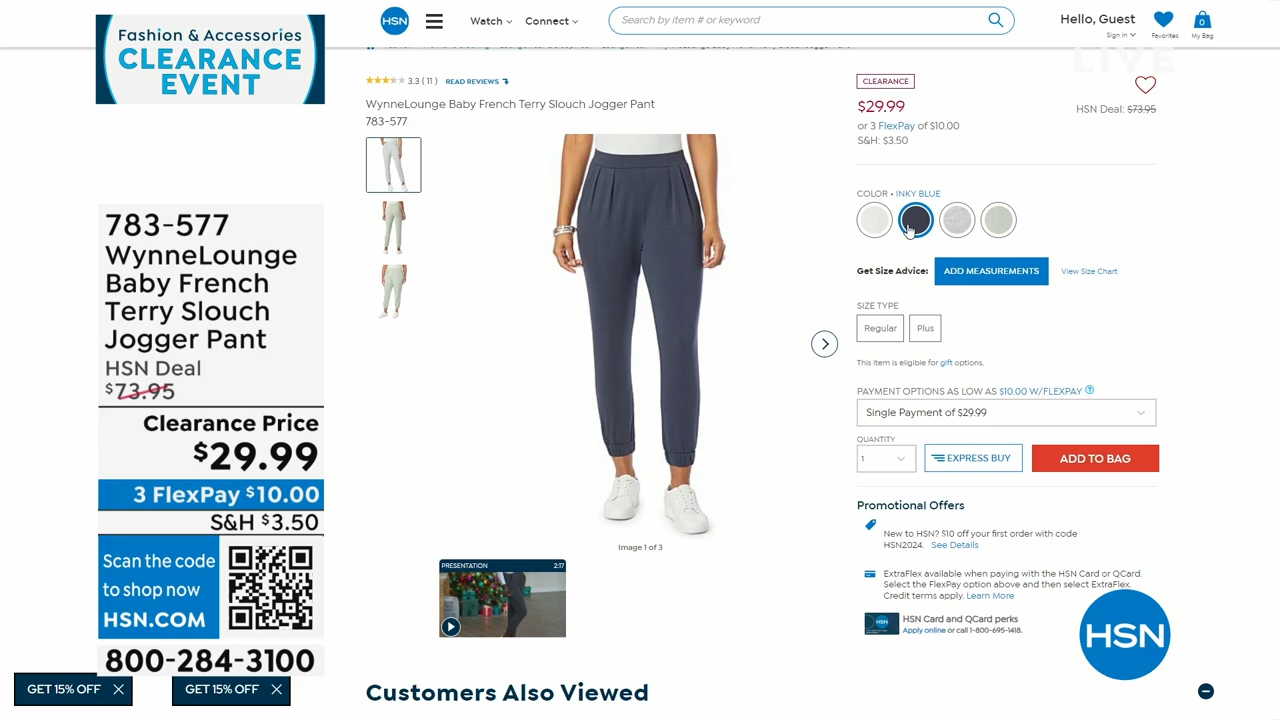 Fashion & Accessories
CLEARANCE
EVENT
HSN
Watch
Connect
Search by item # or keyword
Hello, Guest
Sign In
Favorites
0
My Bag
LIVE
3.3 (11)
READ REVIEWS
WynneLounge Baby French Terry Slouch Jogger Pant
783-577
CLEARANCE
$29.99
HSN Deal: $73.95
or 3 FlexPay of $10.00
S&H: $3.50
COLOR • INKY BLUE
Get Size Advice:
ADD MEASUREMENTS
View Size Chart
SIZE TYPE
Regular
Plus
This item is eligible for gift options.
PAYMENT OPTIONS AS LOW AS $10.00 W/FLEXPAY
Single Payment of $29.99
QUANTITY
1
EXPRESS BUY
ADD TO BAG
Promotional Offers
New to HSN? $10 off your first order with code
HSN2024. See Details
ExtraFlex available when paying with the HSN Card or QCard.
Select the FlexPay option above and then select ExtraFlex.
Credit terms apply. Learn More
HSN Card and QCard perks
Apply online or call 1-800-695-1418.
HSN
Image 1 of 3
PRESENTATION 2:17
783-577
WynneLounge
Baby French
Terry Slouch
Jogger Pant
HSN Deal
$73.95
Clearance Price
$29.99
3 FlexPay $10.00
S&H $3.50
Scan the code
to shop now
HSN.COM
800-284-3100
GET 15% OFF
GET 15% OFF
Customers Also Viewed